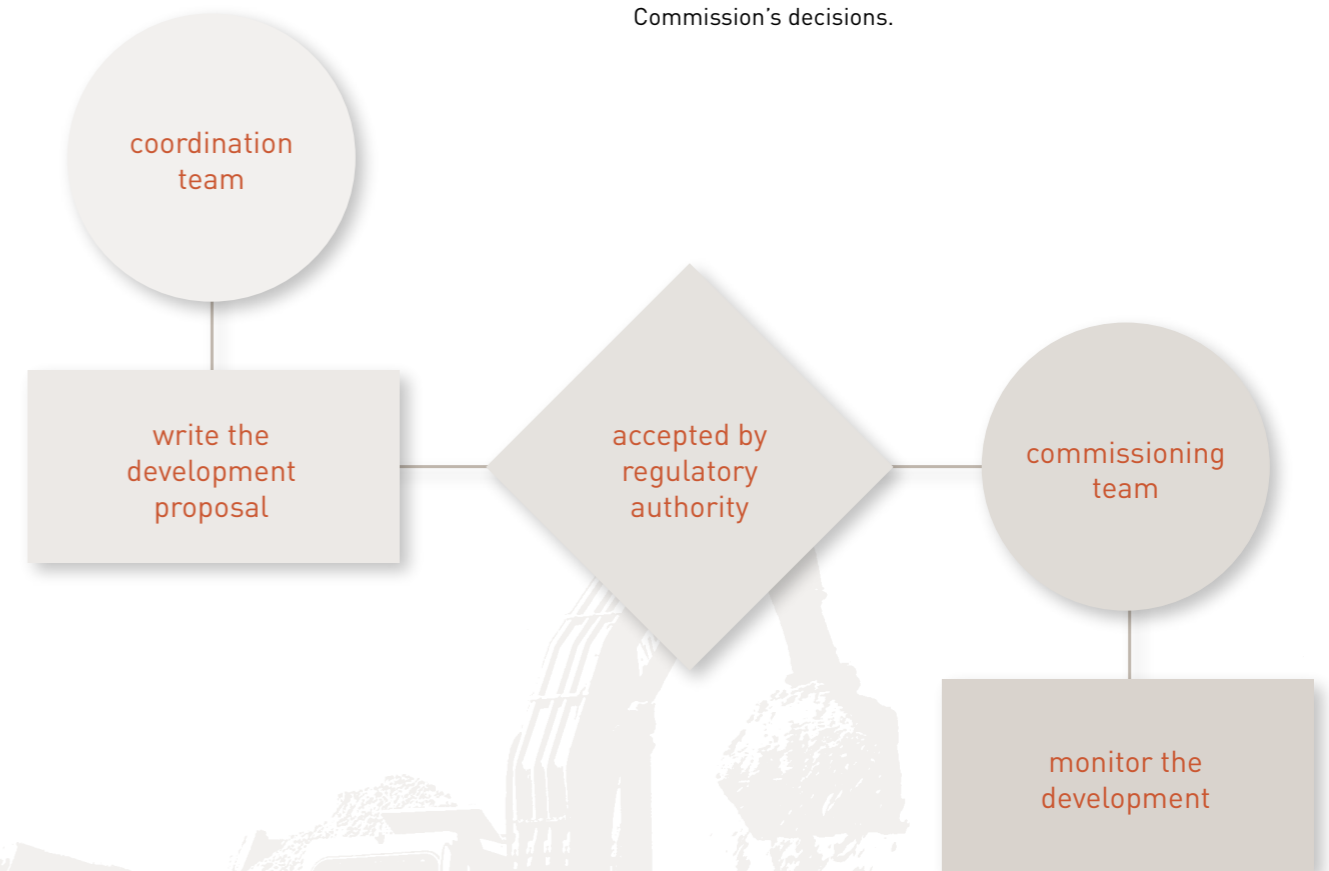 Commission’s decisions.
coordination
team
write the
development
proposal
accepted by
regulatory
authority
commissioning
team
monitor the
development